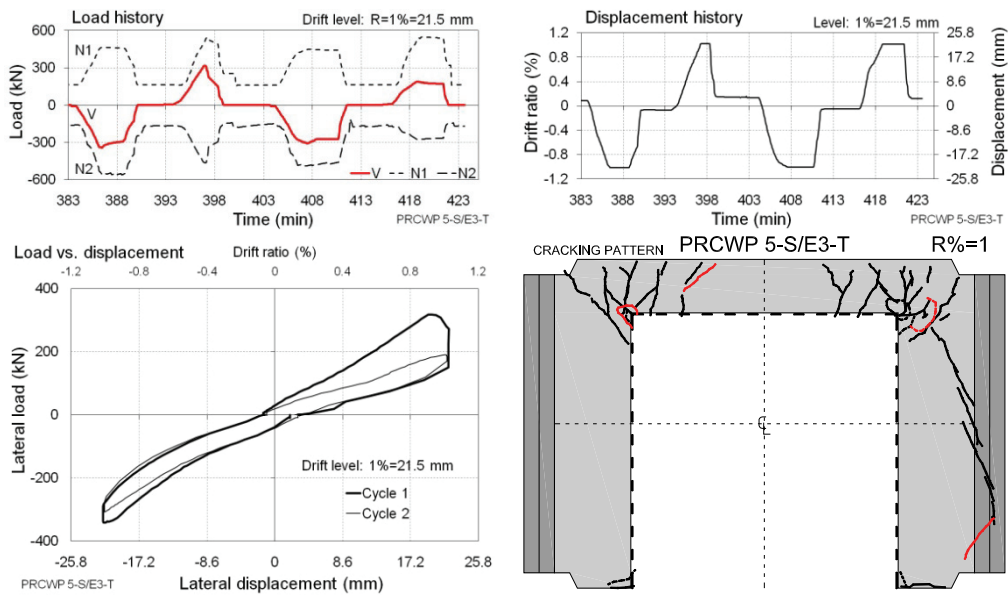 Load history
Drift level: R=1%=21.5 mm
600
300
0
-300
-600
Load (kN)
N1
V
N2
V N1 N2
383 388 393 398 403 408 413 418 423
Time (min)
PRCWP 5-S/E3-T
Displacement history
Level: 1%=21.5 mm
1.2
0.8
0.4
0
-0.4
-0.8
-1.2
Drift ratio (%)
25.8
17.2
8.6
0
-8.6
-17.2
-25.8
Displacement (mm)
383 388 393 398 403 408 413 418 423
Time (min)
PRCWP 5-S/E3-T
Load vs. displacement
Drift ratio (%)
-1.2 -0.8 -0.4 0 0.4 0.8 1.2
400
200
0
-200
-400
Lateral load (kN)
Drift level: 1%=21.5 mm
Cycle 1
Cycle 2
-25.8 -17.2 -8.6 0 8.6 17.2 25.8
PRCWP 5-S/E3-T
Lateral displacement (mm)
CRACKING PATTERN PRCWP 5-S/E3-T R%=1
℄